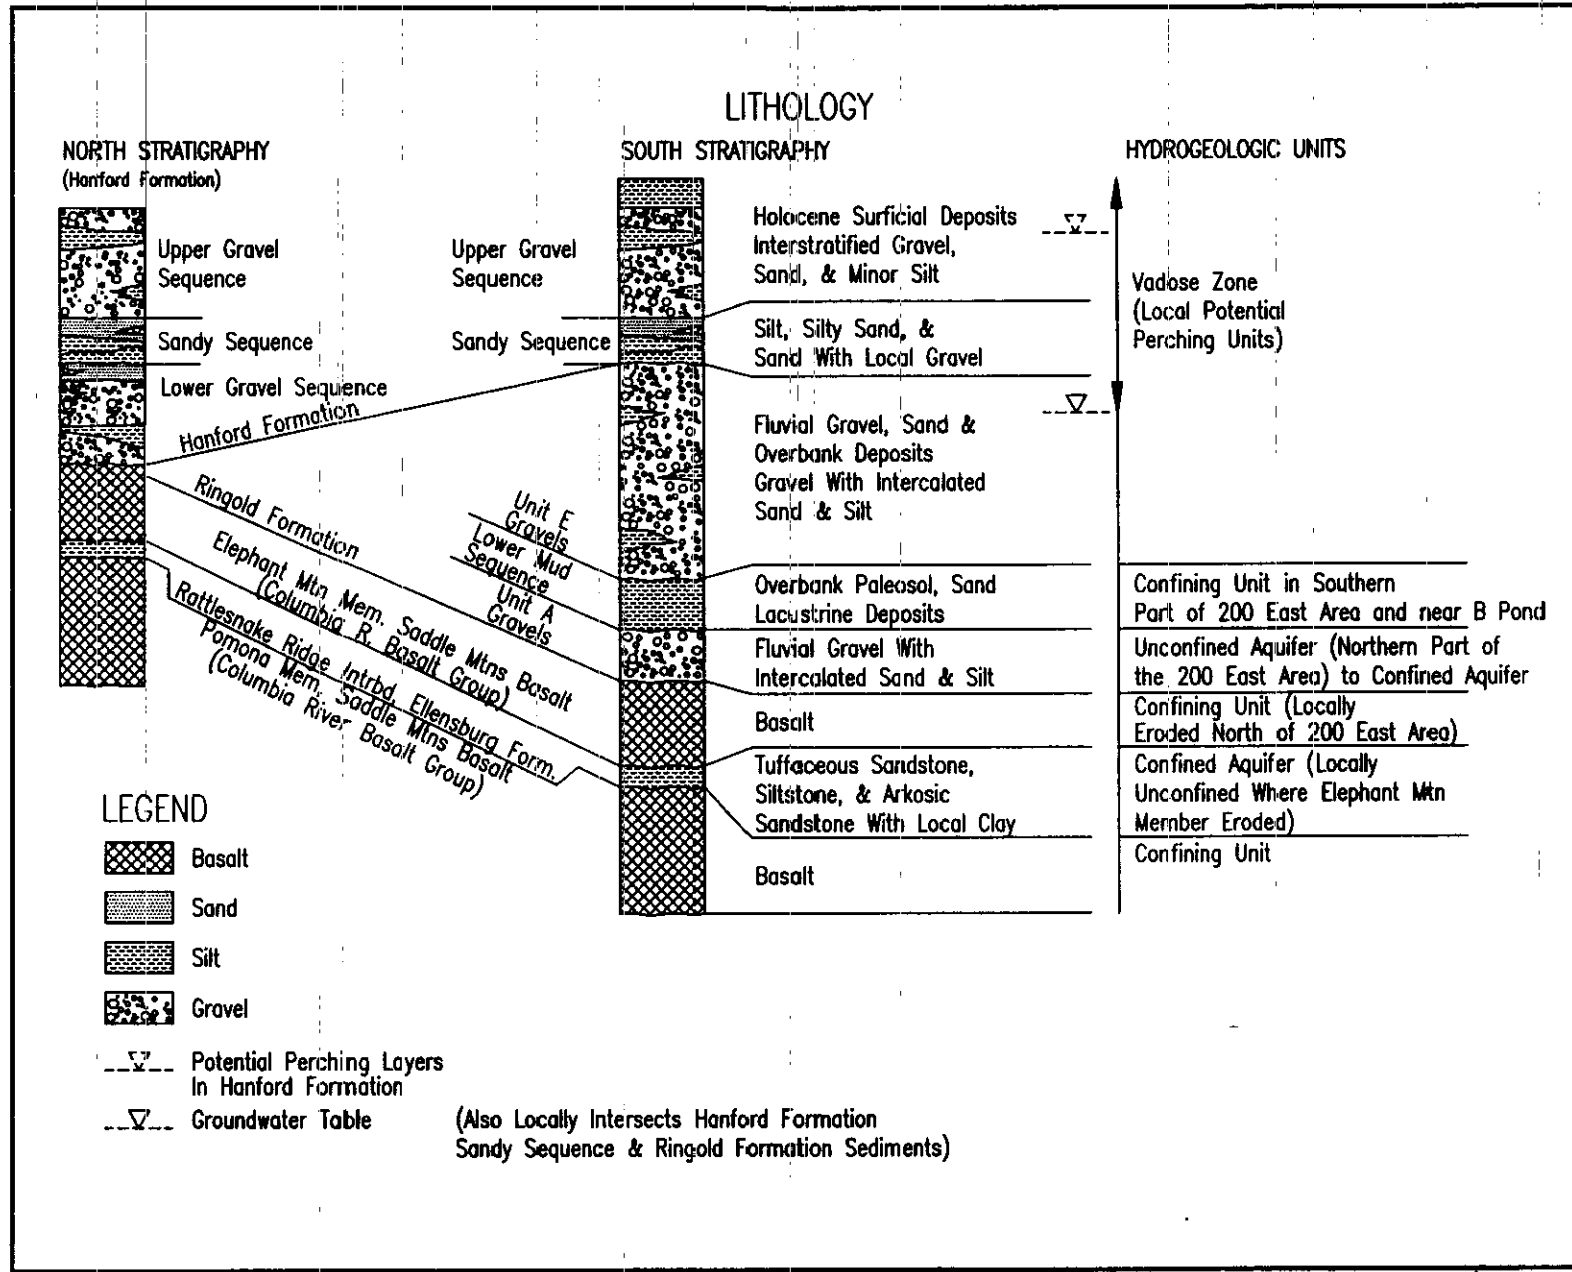 LITHOLOGY
NORTH STRATIGRAPHY
(Hanford Formation)
SOUTH STRATIGRAPHY
HYDROGEOLOGIC UNITS
Upper Gravel
Sequence
Sandy Sequence
Lower Gravel Sequence
Hanford Formation
Ringold Formation
Elephant Mtn Mem. Saddle Mtns Basalt
(Columbia R. Basalt Group)
Rattlesnake Ridge Intrbd, Ellensburg Form.
Pomona Mem. Saddle Mtns Basalt
(Columbia River Basalt Group)
Upper Gravel
Sequence
Sandy Sequence
Unit E
Gravels
Lower Mud
Sequence
Unit A
Gravels
Holocene Surficial Deposits
Interstratified Gravel,
Sand, & Minor Silt
Silt, Silty Sand, &
Sand With Local Gravel
Fluvial Gravel, Sand &
Overbank Deposits
Gravel With Intercalated
Sand & Silt
Overbank Paleosol, Sand
Lacustrine Deposits
Fluvial Gravel With
Intercalated Sand & Silt
Basalt
Tuffaceous Sandstone,
Siltstone, & Arkosic
Sandstone With Local Clay
Basalt
Vadose Zone
(Local Potential
Perching Units)
Confining Unit in Southern
Part of 200 East Area and near B Pond
Unconfined Aquifer (Northern Part of
the 200 East Area) to Confined Aquifer
Confining Unit (Locally
Eroded North of 200 East Area)
Confined Aquifer (Locally
Unconfined Where Elephant Mtn
Member Eroded)
Confining Unit
LEGEND
Basalt
Sand
Silt
Gravel
Potential Perching Layers
In Hanford Formation
Groundwater Table
(Also Locally Intersects Hanford Formation
Sandy Sequence & Ringold Formation Sediments)